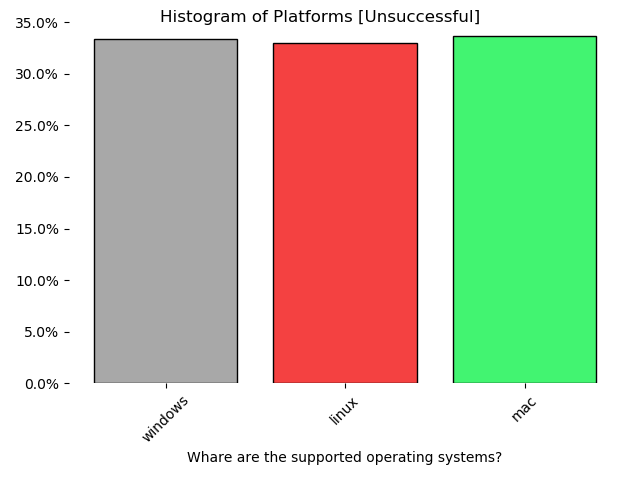 Histogram of Platforms [Unsuccessful]
35.0%
30.0%
25.0%
20.0%
15.0%
10.0%
5.0%
0.0%
windows
linux
mac
Whare are the supported operating systems?